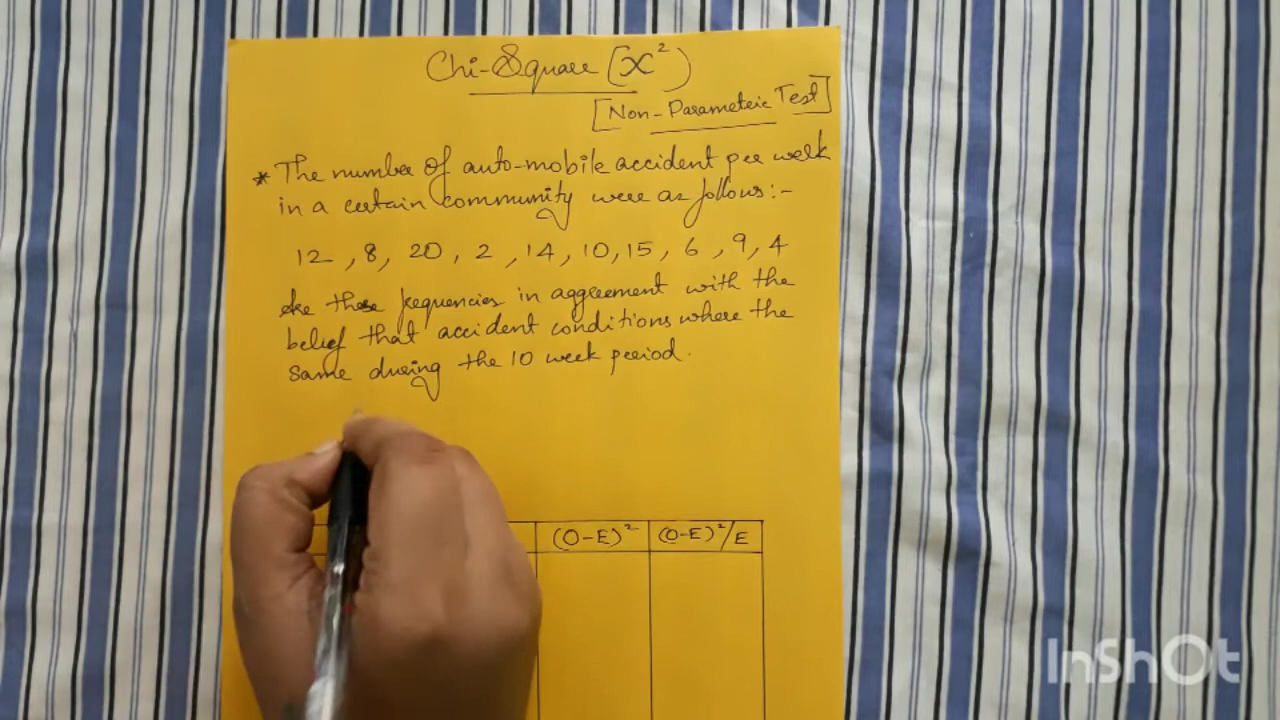 Chi-Square [x²)
[Non-Parametric Test]
* The number of auto-mobile accident per week
in a certain community were as follows:-
12, 8, 20, 2, 14, 10, 15, 6, 9, 4
Are these frequencies in aggreement with the
belief that accident conditions where the
same during the 10 week period.
(O-E)² (O-E)²/E
InShOt